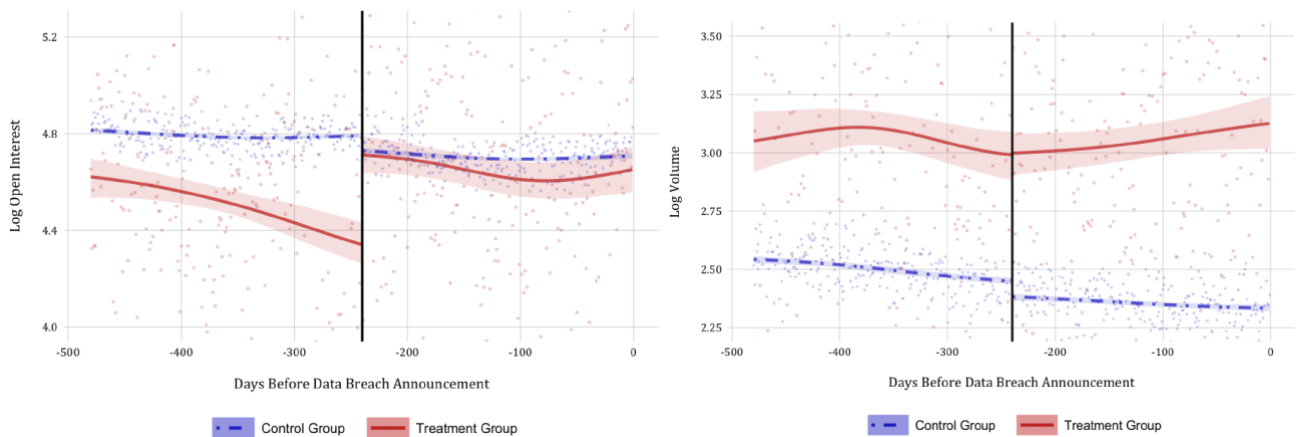 Log Open Interest
5.2
4.8
4.4
4.0
-500
-400
-300
-200
-100
0
Days Before Data Breach Announcement
Control Group
Treatment Group
Log Volume
3.50
3.25
3.00
2.75
2.50
2.25
-500
-400
-300
-200
-100
0
Days Before Data Breach Announcement
Control Group
Treatment Group